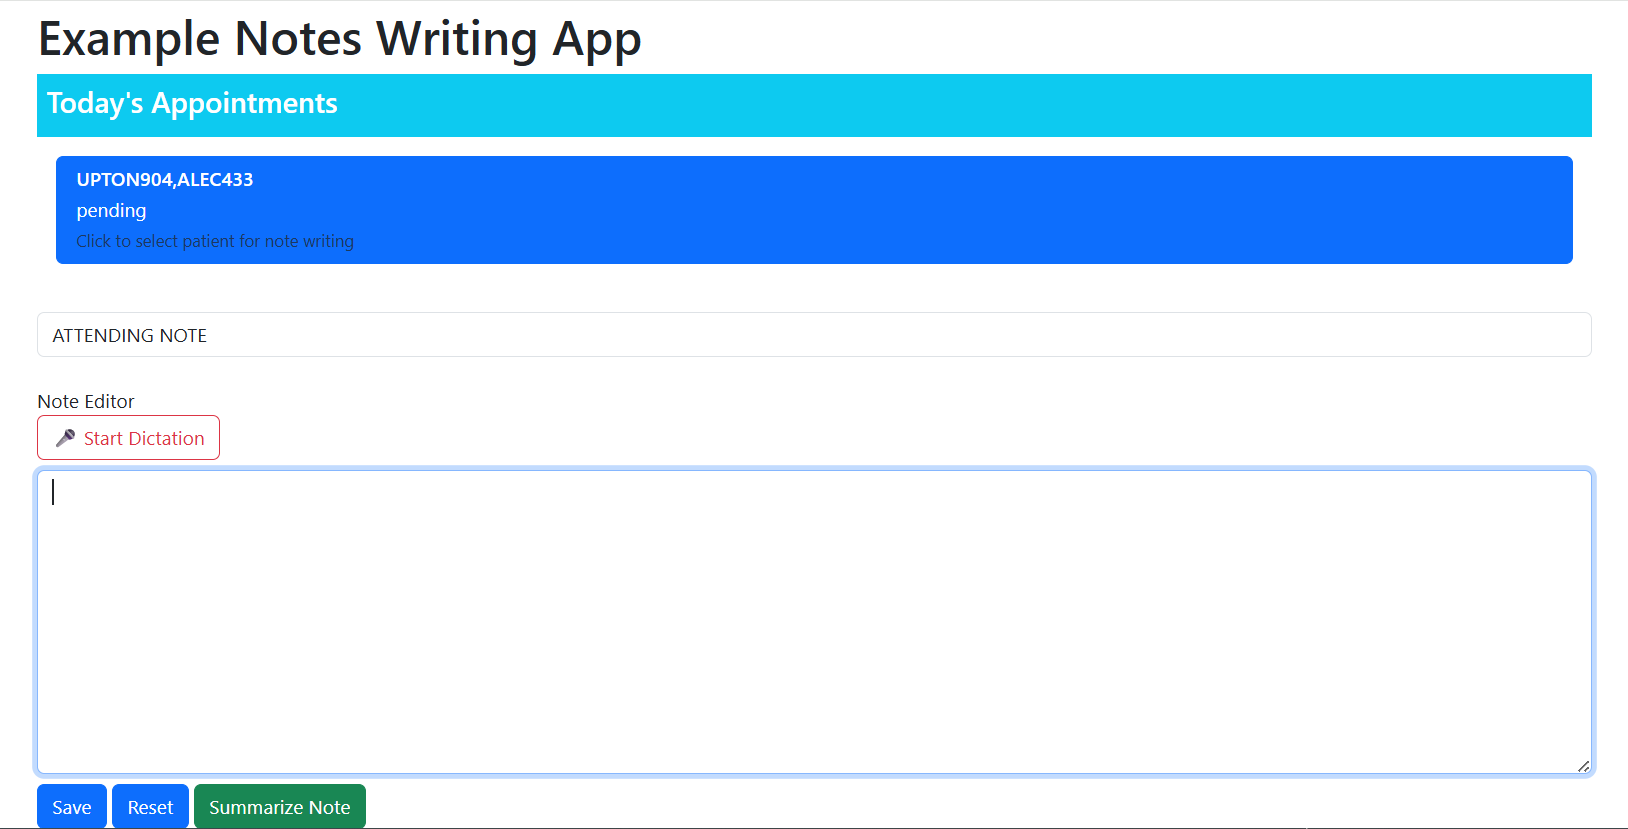 Example Notes Writing App
Today's Appointments
UPTON904,ALEC433
pending
Click to select patient for note writing
ATTENDING NOTE
Note Editor
Start Dictation
Save Reset Summarize Note